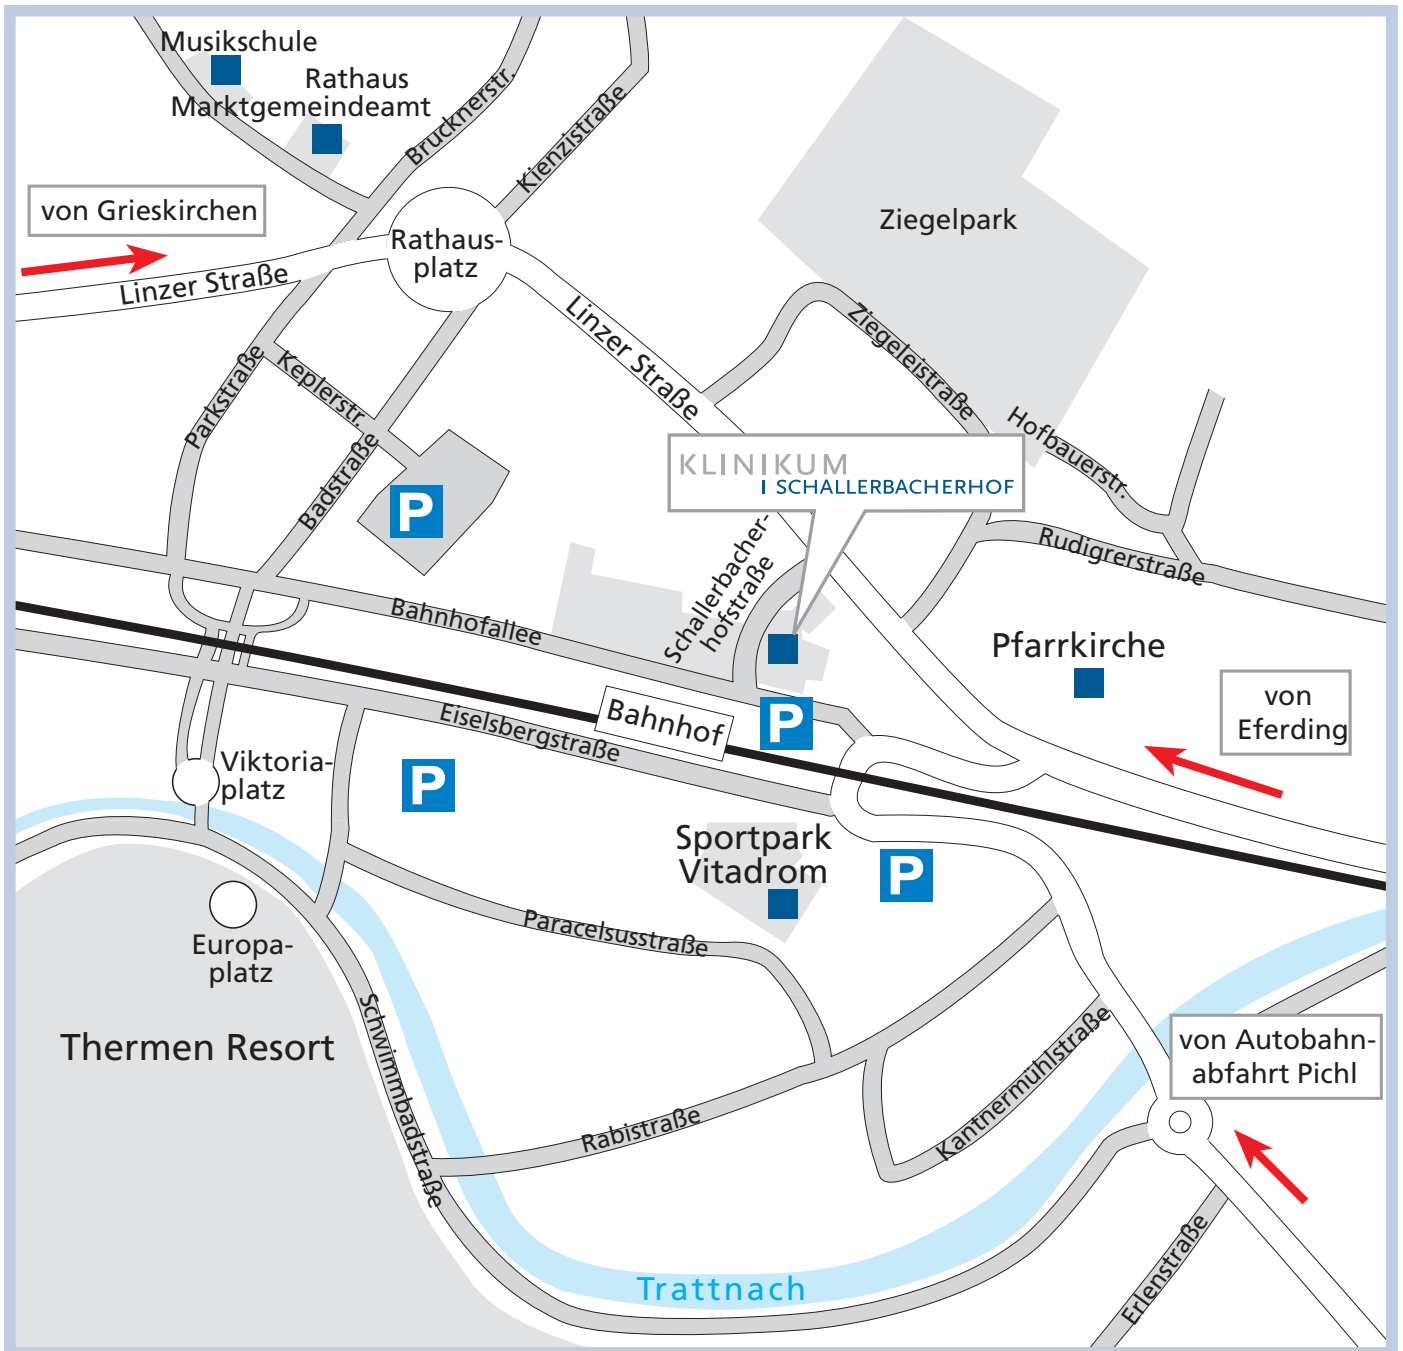 Musikschule
Rathaus
Marktgemeindeamt
Brucknerstr.
Kienzistraße
von Grieskirchen
Rathaus-
platz
Ziegelpark
Linzer Straße
Linzer Straße
Ziegeleistraße
Parkstraße
Keplerstr.
Badstraße
Hofbauerstr.
KLINIKUM
I SCHALLERBACHERHOF
P
Schallerbacher-
hofstraße
Rudigrerstraße
Bahnhofallee
Pfarrkirche
von
Eferding
Bahnhof
P
Eiselsbergstraße
Viktoria-
platz
P
Sportpark
Vitadrom
P
Paracelsusstraße
Europa-
platz
Schwimmbadstraße
Thermen Resort
Kantnermühlstraße
von Autobahn-
abfahrt Pichl
Rabistraße
Erlenstraße
Trattnach